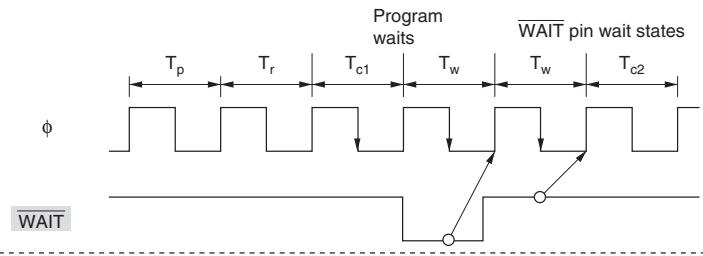 Program
waits
WAIT pin wait states
Tp Tr Tc1 Tw Tw Tc2
ϕ
WAIT